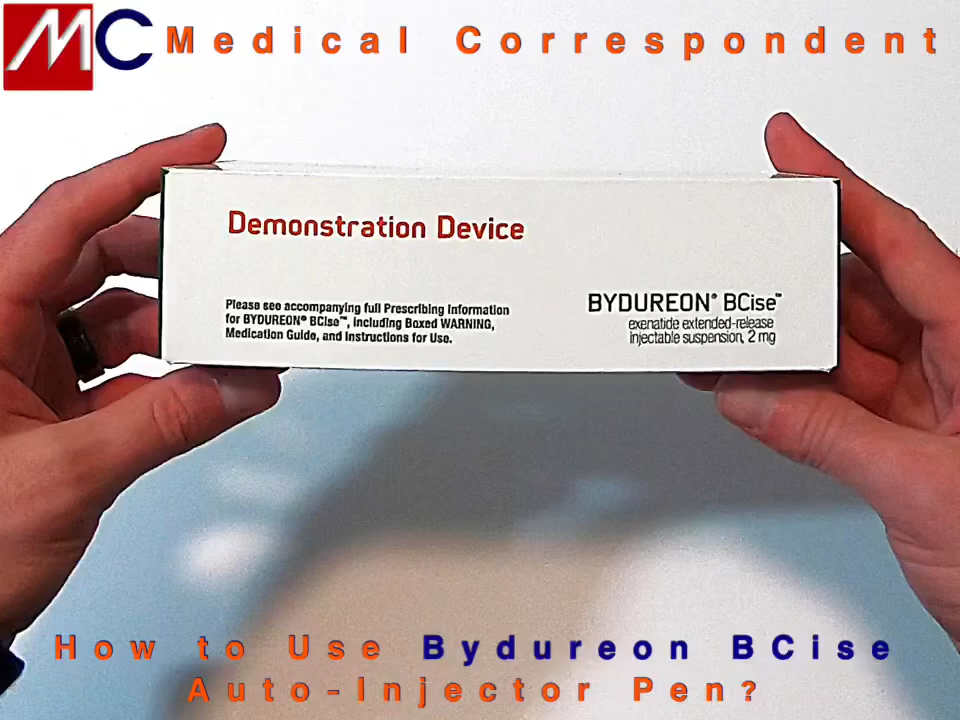 MC Medical Correspondent
Demonstration Device
Please see accompanying full Prescribing Information
for BYDUREON® BCise™, including Boxed WARNING,
Medication Guide, and Instructions for Use.
BYDUREON® BCise™
exenatide extended-release
injectable suspension, 2 mg
How to Use Bydureon BCise
Auto-Injector Pen?